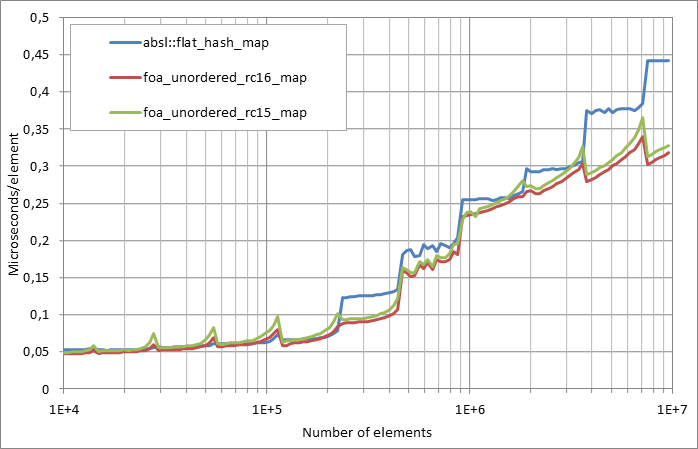 absl::flat_hash_map
foa_unordered_rc16_map
foa_unordered_rc15_map
Microseconds/element
0,5
0,45
0,4
0,35
0,3
0,25
0,2
0,15
0,1
0,05
0
1E+4
1E+5
1E+6
1E+7
Number of elements